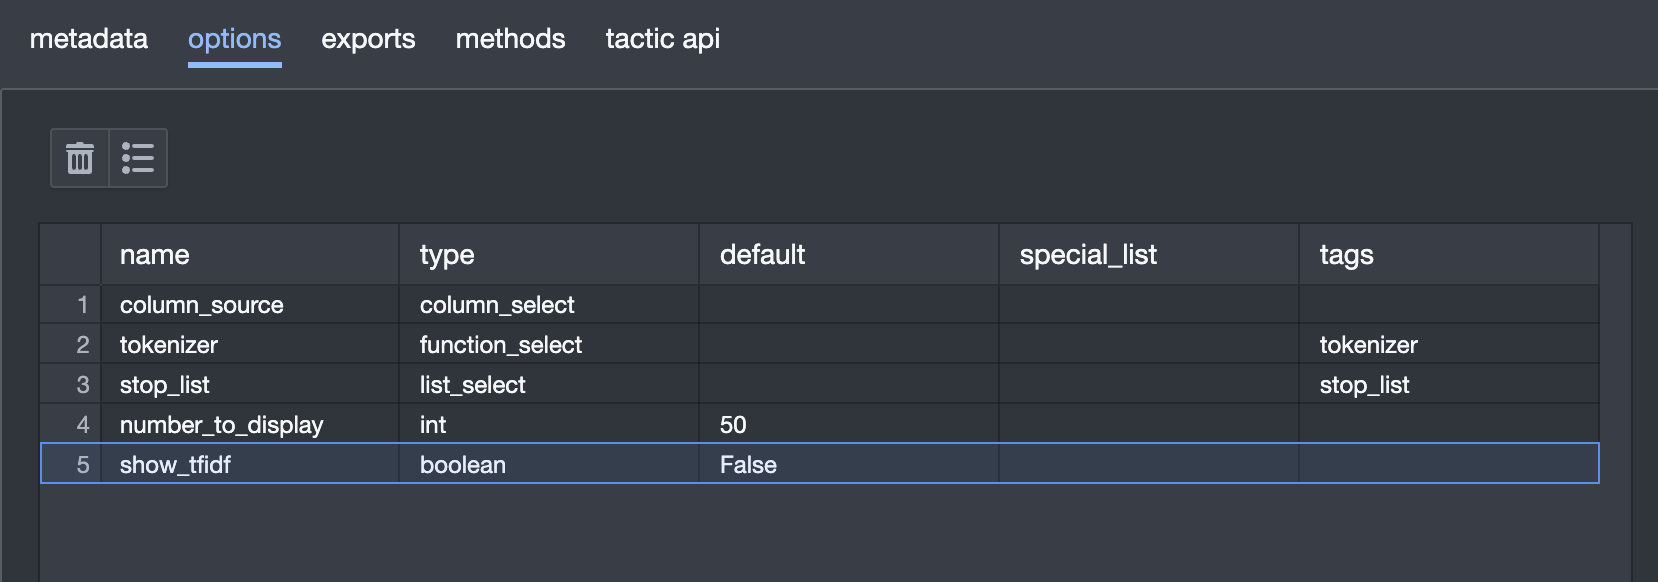 metadata options exports methods tactic api
name type default special_list tags
1 column_source column_select
2 tokenizer function_select tokenizer
3 stop_list list_select stop_list
4 number_to_display int 50
5 show_tfidf boolean False